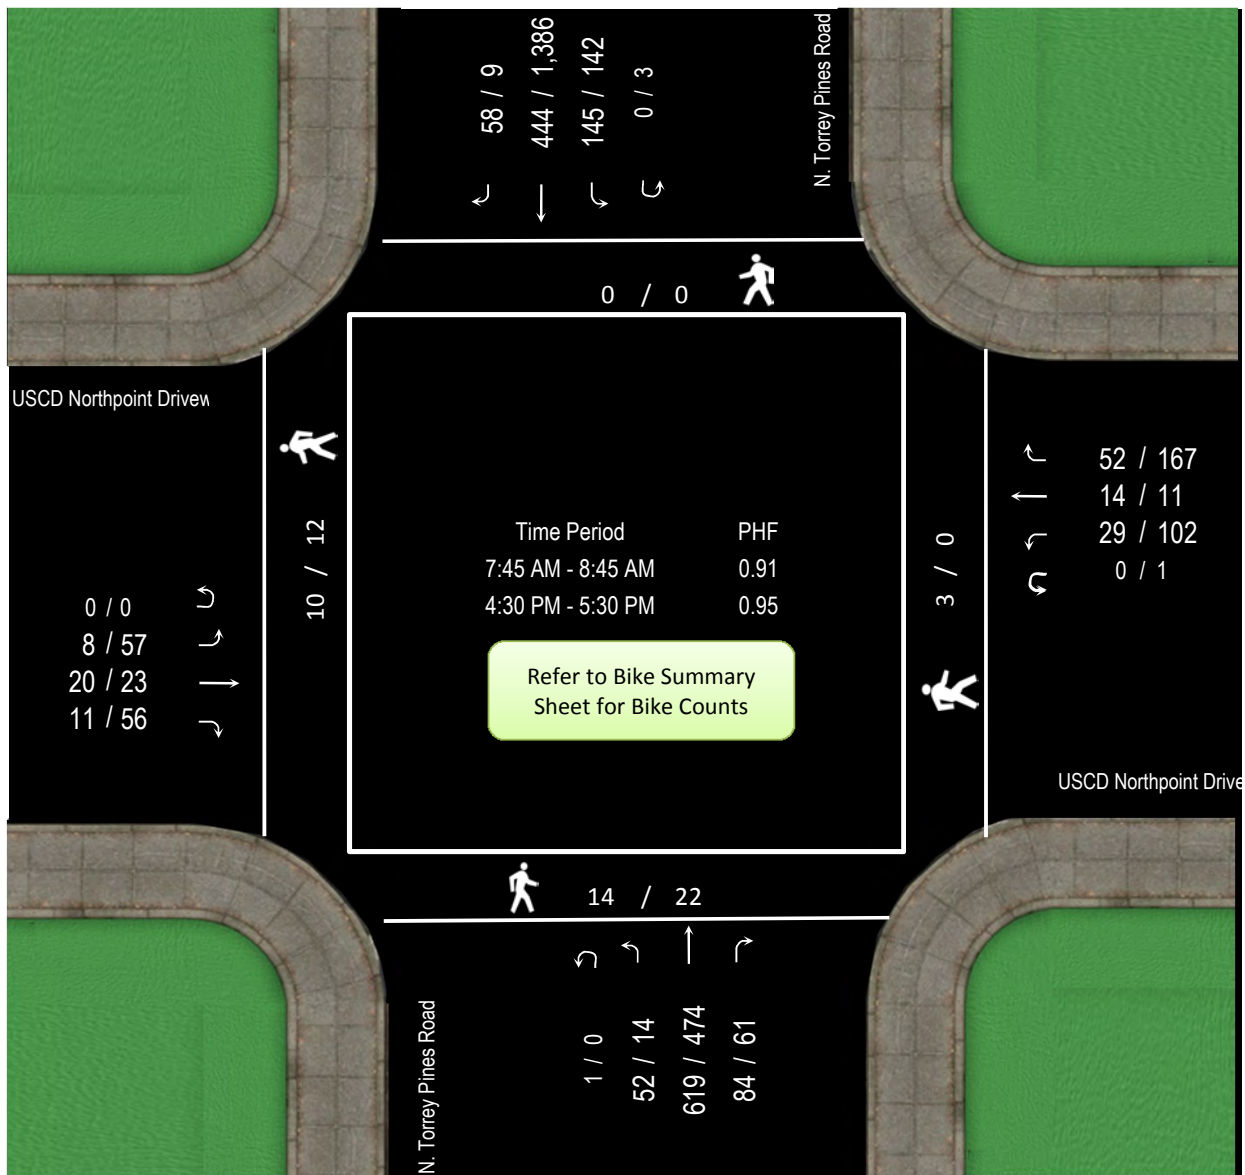 58 / 9
444 / 1,386
145 / 142
0 / 3
N. Torrey Pines Road
0 / 0
USCD Northpoint Drivew
10 / 12
0 / 0
8 / 57
20 / 23
11 / 56
Time Period PHF
7:45 AM - 8:45 AM 0.91
4:30 PM - 5:30 PM 0.95
Refer to Bike Summary
Sheet for Bike Counts
3 / 0
52 / 167
14 / 11
29 / 102
0 / 1
USCD Northpoint Drive
14 / 22
N. Torrey Pines Road
1 / 0
52 / 14
619 / 474
84 / 61